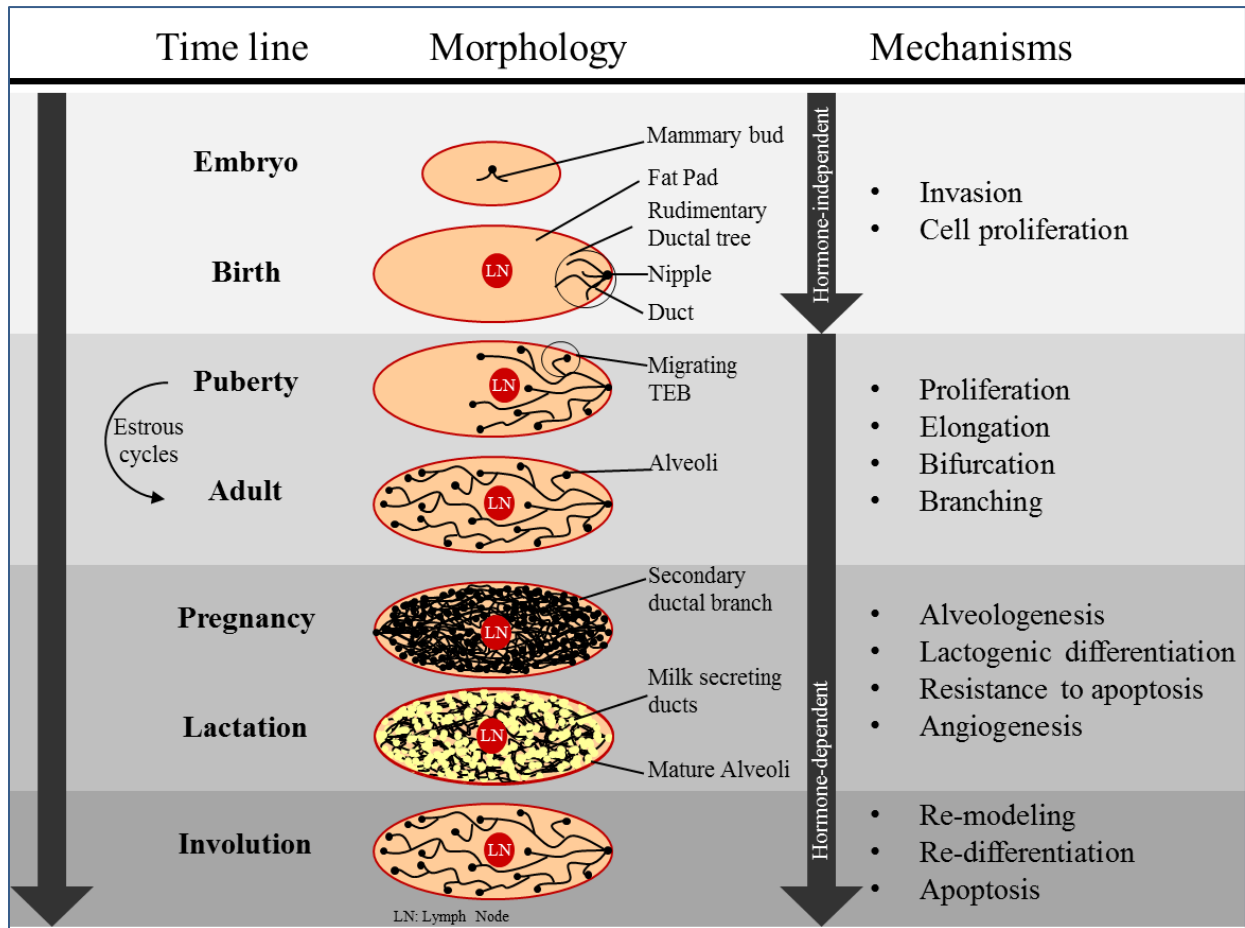 Time line
Morphology
Mechanisms
Embryo
Mammary bud
Fat Pad
Rudimentary
Ductal tree
Birth
LN
Nipple
Duct
Hormone-independent
• Invasion
• Cell proliferation
Puberty
LN
Migrating
TEB
Estrous
cycles
Adult
LN
Alveoli
• Proliferation
• Elongation
• Bifurcation
• Branching
Pregnancy
LN
Secondary
ductal branch
Lactation
LN
Milk secreting
ducts
Mature Alveoli
Hormone-dependent
• Alveologenesis
• Lactogenic differentiation
• Resistance to apoptosis
• Angiogenesis
Involution
LN
• Re-modeling
• Re-differentiation
• Apoptosis
LN: Lymph Node